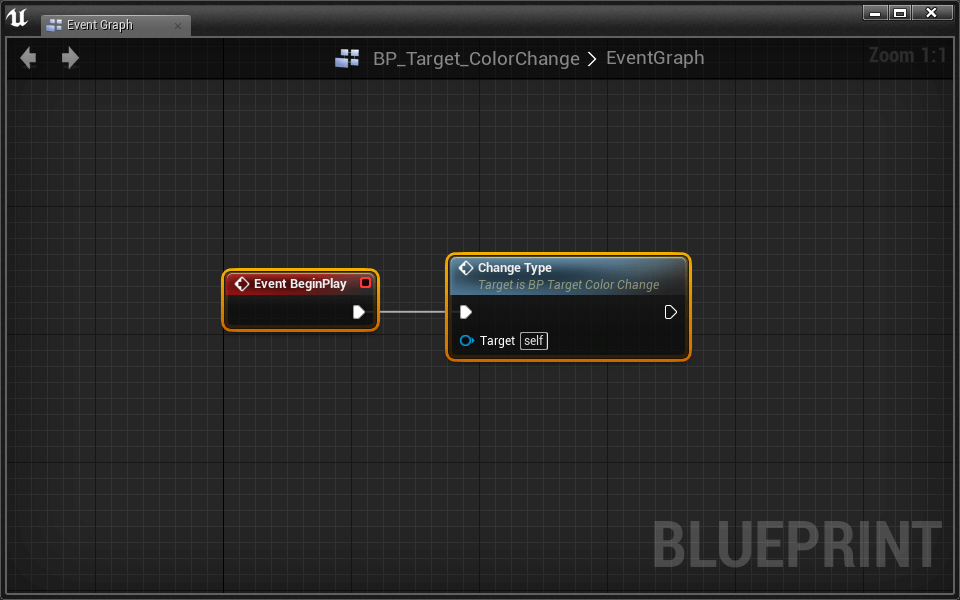 Event Graph
BP_Target_ColorChange > EventGraph
Zoom 1:1
Event BeginPlay
Change Type
Target is BP Target Color Change
Target self
BLUEPRINT